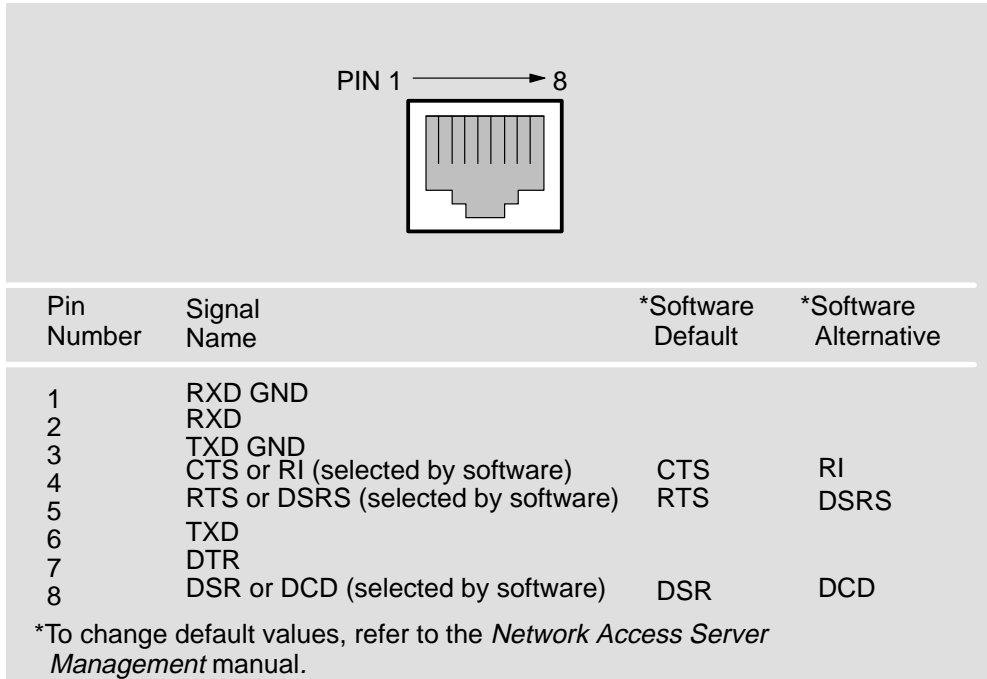 PIN 1 8
Pin Signal *Software *Software
Number Name Default Alternative
1 RXD GND
2 RXD
3 TXD GND
4 CTS or RI (selected by software) CTS RI
5 RTS or DSRS (selected by software) RTS DSRS
6 TXD
7 DTR
8 DSR or DCD (selected by software) DSR DCD
*To change default values, refer to the Network Access Server
Management manual.